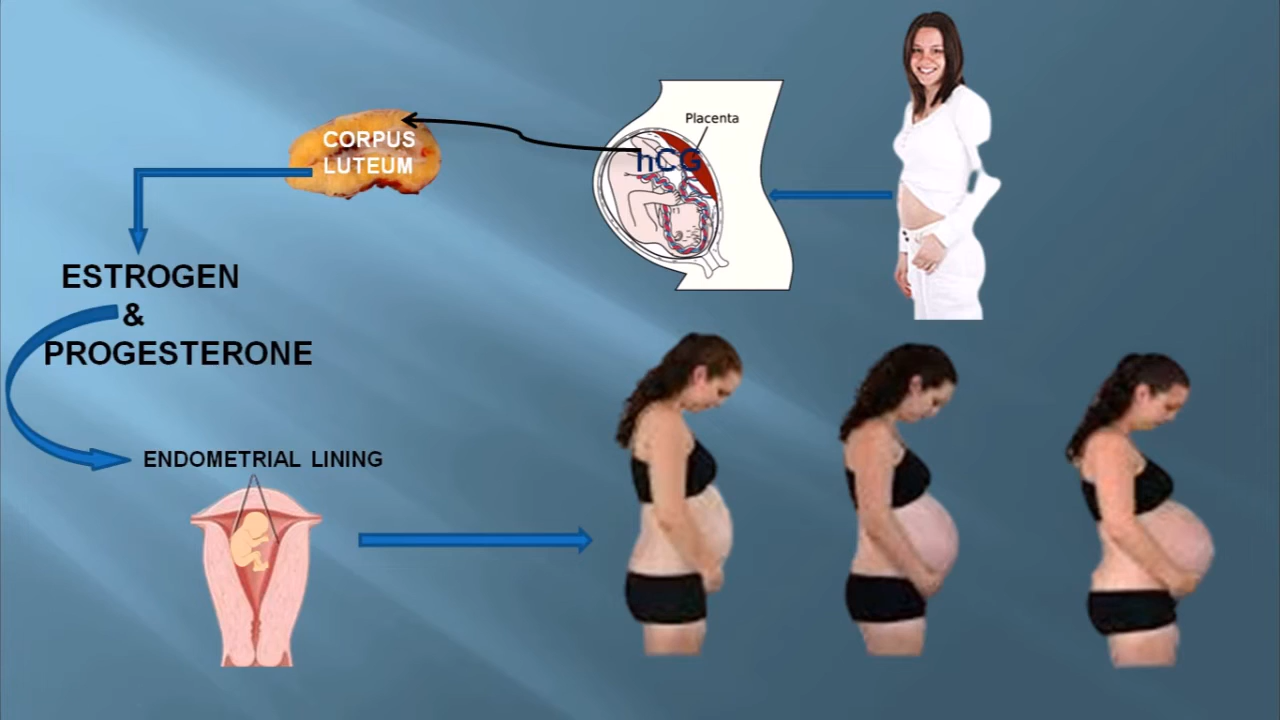 Placenta
hCG
CORPUS
LUTEUM
ESTROGEN
&
PROGESTERONE
ENDOMETRIAL LINING